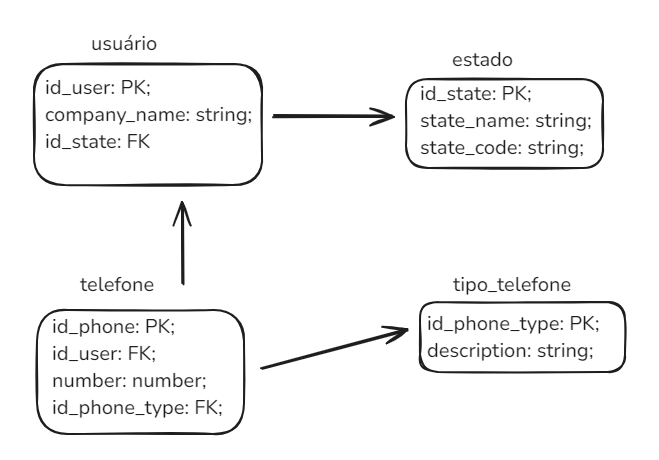 usuário
id_user: PK;
company_name: string;
id_state: FK
estado
id_state: PK;
state_name: string;
state_code: string;
telefone
id_phone: PK;
id_user: FK;
number: number;
id_phone_type: FK;
tipo_telefone
id_phone_type: PK;
description: string;